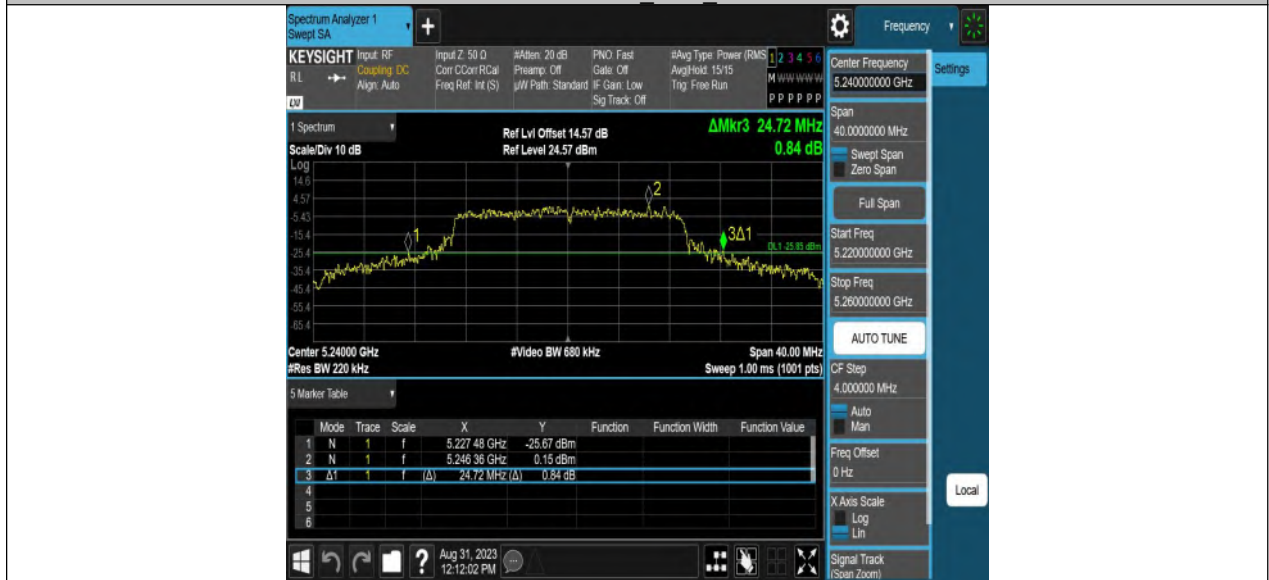 Spectrum Analyzer 1
Swept SA
+
Frequency
KEYSIGHT Input: RF Input Z: 50 Ω #Atten: 20 dB PNO: Fast #Avg Type: Power (RMS 1 2 3 4 5 6
RL Coupling: DC Corr CCorr RCal Preamp: Off Gate: Off Avg|Hold: 15/15 M W W W W W
Align: Auto Freq Ref: Int (S) µW Path: Standard IF Gain: Low Trig: Free Run
Sig Track: Off P P P P P P
LXI
Center Frequency
5.240000000 GHz
Settings
Span
40.0000000 MHz
Swept Span
Zero Span
Full Span
Start Freq
5.220000000 GHz
Stop Freq
5.260000000 GHz
AUTO TUNE
CF Step
4.000000 MHz
Auto
Man
Freq Offset
0 Hz
X Axis Scale
Log
Lin
Signal Track
(Span Zoom)
Local
1 Spectrum
Ref Lvl Offset 14.57 dB
ΔMkr3 24.72 MHz
Scale/Div 10 dB
Ref Level 24.57 dBm
0.84 dB
Log
14.6
4.57
-5.43
-15.4
-25.4
-35.4
-45.4
-55.4
-65.4
1
2
3Δ1
DL1 -25.85 dBm
Center 5.24000 GHz #Video BW 680 kHz Span 40.00 MHz
#Res BW 220 kHz Sweep 1.00 ms (1001 pts)
5 Marker Table
Mode Trace Scale X Y Function Function Width Function Value
1 N 1 f 5.227 48 GHz -25.67 dBm
2 N 1 f 5.246 36 GHz 0.15 dBm
3 Δ1 1 f (Δ) 24.72 MHz (Δ) 0.84 dB
4
5
6
?
Aug 31, 2023
12:12:02 PM